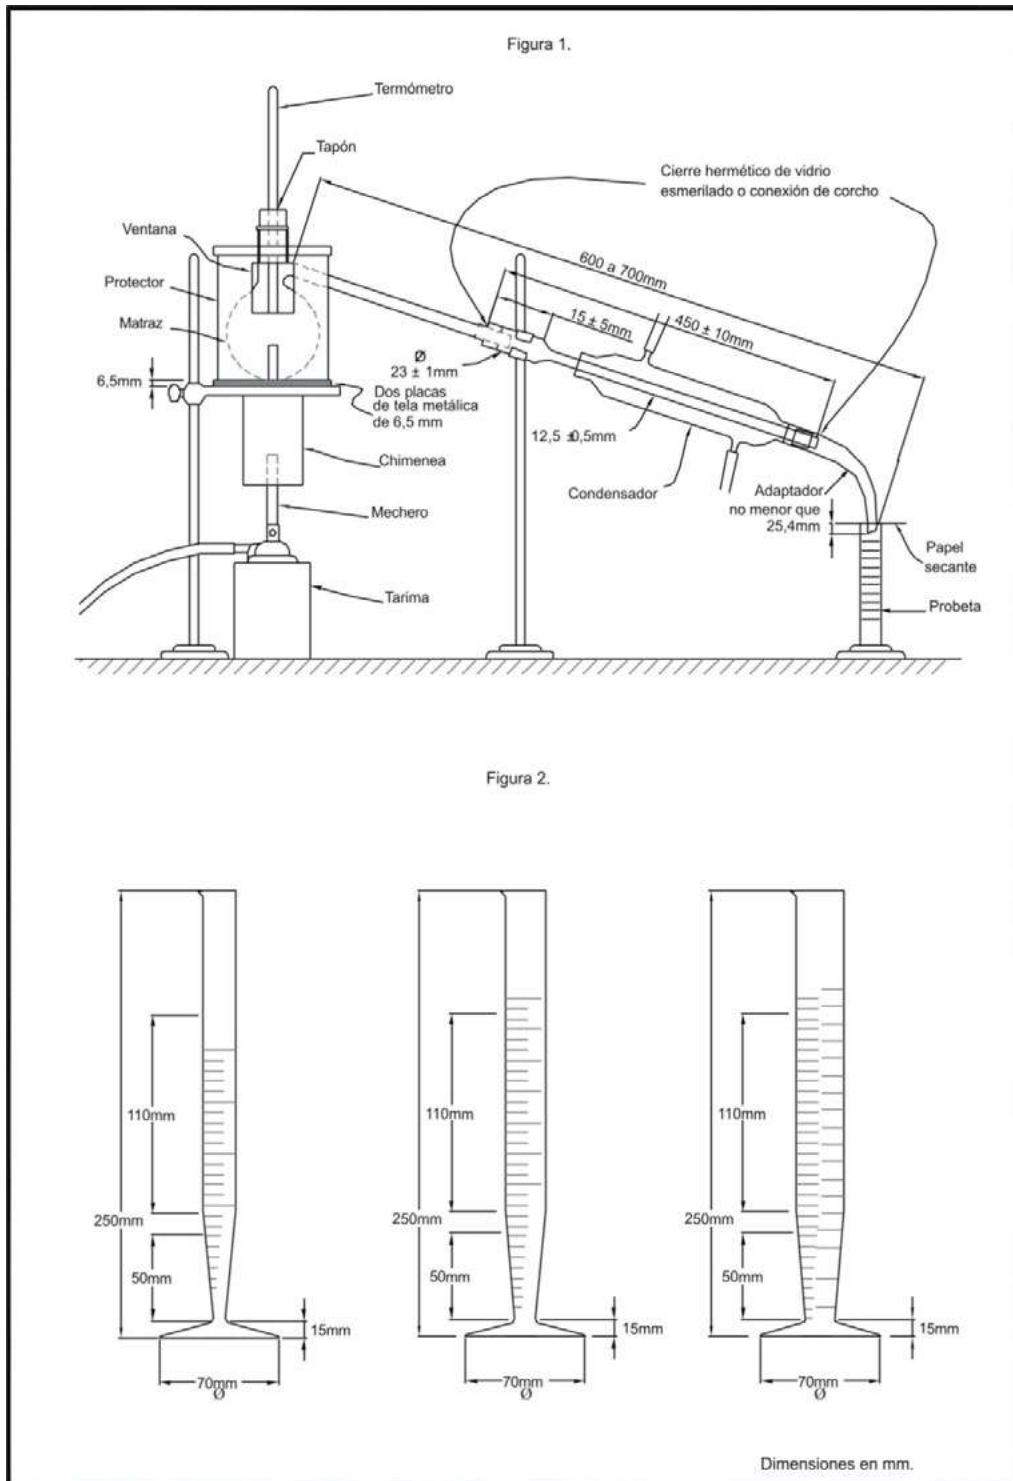 Figura 1.
Termómetro
Tapón
Cierre hermético de vidrio
esmerilado o conexión de corcho
Ventana
600 a 700mm
Protector
15 ± 5mm
450 ± 10mm
Matraz
Ø
23 ± 1mm
6,5mm
Dos placas
de tela metálica
de 6,5 mm
12,5 ±0,5mm
Chimenea
Condensador
Adaptador
no menor que
25,4mm
Mechero
Papel
secante
Tarima
Probeta
Figura 2.
110mm
110mm
110mm
250mm
250mm
250mm
50mm
50mm
50mm
15mm
15mm
15mm
70mm
Ø
70mm
Ø
70mm
Ø
Dimensiones en mm.